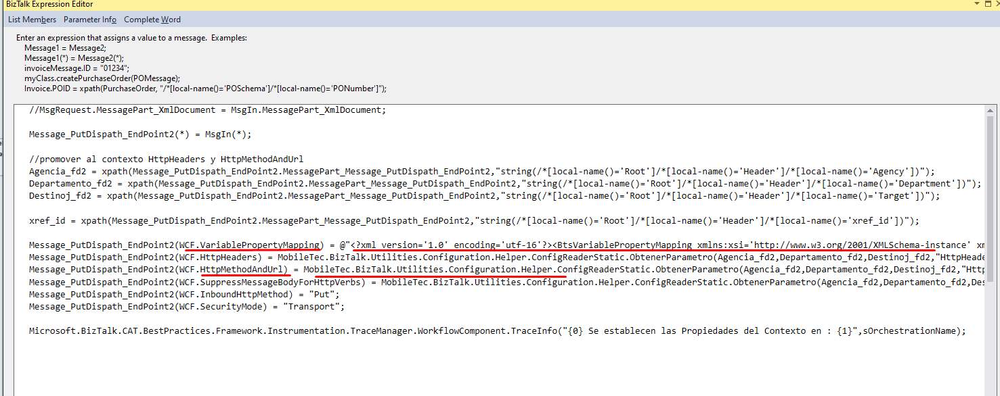 BizTalk Expression Editor
List Members Parameter Info Complete Word
Enter an expression that assigns a value to a message. Examples:
Message1 = Message2;
Message1(*) = Message2(*);
invoiceMessage.ID = "01234";
myClass.createPurchaseOrder(POMessage);
Invoice.POID = xpath(PurchaseOrder, "/*[local-name()='POSchema']/*[local-name()='PONumber']");
//MsgRequest.MessagePart_XmlDocument = MsgIn.MessagePart_XmlDocument;
Message_PutDispath_EndPoint2(*) = MsgIn(*);
//promover al contexto HttpHeaders y HttpMethodAndUrl
Agencia_fd2 = xpath(Message_PutDispath_EndPoint2.MessagePart_Message_PutDispath_EndPoint2,"string(/*[local-name()='Root']/*[local-name()='Header']/*[local-name()='Agency'])");
Departamento_fd2 = xpath(Message_PutDispath_EndPoint2.MessagePart_Message_PutDispath_EndPoint2,"string(/*[local-name()='Root']/*[local-name()='Header']/*[local-name()='Department'])");
Destinoj_fd2 = xpath(Message_PutDispath_EndPoint2.MessagePart_Message_PutDispath_EndPoint2,"string(/*[local-name()='Root']/*[local-name()='Header']/*[local-name()='Target'])");
xref_id = xpath(Message_PutDispath_EndPoint2.MessagePart_Message_PutDispath_EndPoint2,"string(/*[local-name()='Root']/*[local-name()='Header']/*[local-name()='xref_id'])");
Message_PutDispath_EndPoint2(WCF.VariablePropertyMapping) = @"<?xml version='1.0' encoding='utf-16'?><BtsVariablePropertyMapping xmlns:xsi='http://www.w3.org/2001/XMLSchema-instance' xm
Message_PutDispath_EndPoint2(WCF.HttpHeaders) = MobileTec.BizTalk.Utilities.Configuration.Helper.ConfigReaderStatic.ObtenerParametro(Agencia_fd2,Departamento_fd2,Destinoj_fd2,"HttpHeade
Message_PutDispath_EndPoint2(WCF.HttpMethodAndUrl) = MobileTec.BizTalk.Utilities.Configuration.Helper.ConfigReaderStatic.ObtenerParametro(Agencia_fd2,Departamento_fd2,Destinoj_fd2,"Http
Message_PutDispath_EndPoint2(WCF.SuppressMessageBodyForHttpVerbs) = MobileTec.BizTalk.Utilities.Configuration.Helper.ConfigReaderStatic.ObtenerParametro(Agencia_fd2,Departamento_fd2,Des
Message_PutDispath_EndPoint2(WCF.InboundHttpMethod) = "Put";
Message_PutDispath_EndPoint2(WCF.SecurityMode) = "Transport";
Microsoft.BizTalk.CAT.BestPractices.Framework.Instrumentation.TraceManager.WorkflowComponent.TraceInfo("{0} Se establecen las Propiedades del Contexto en : {1}",sOrchestrationName);